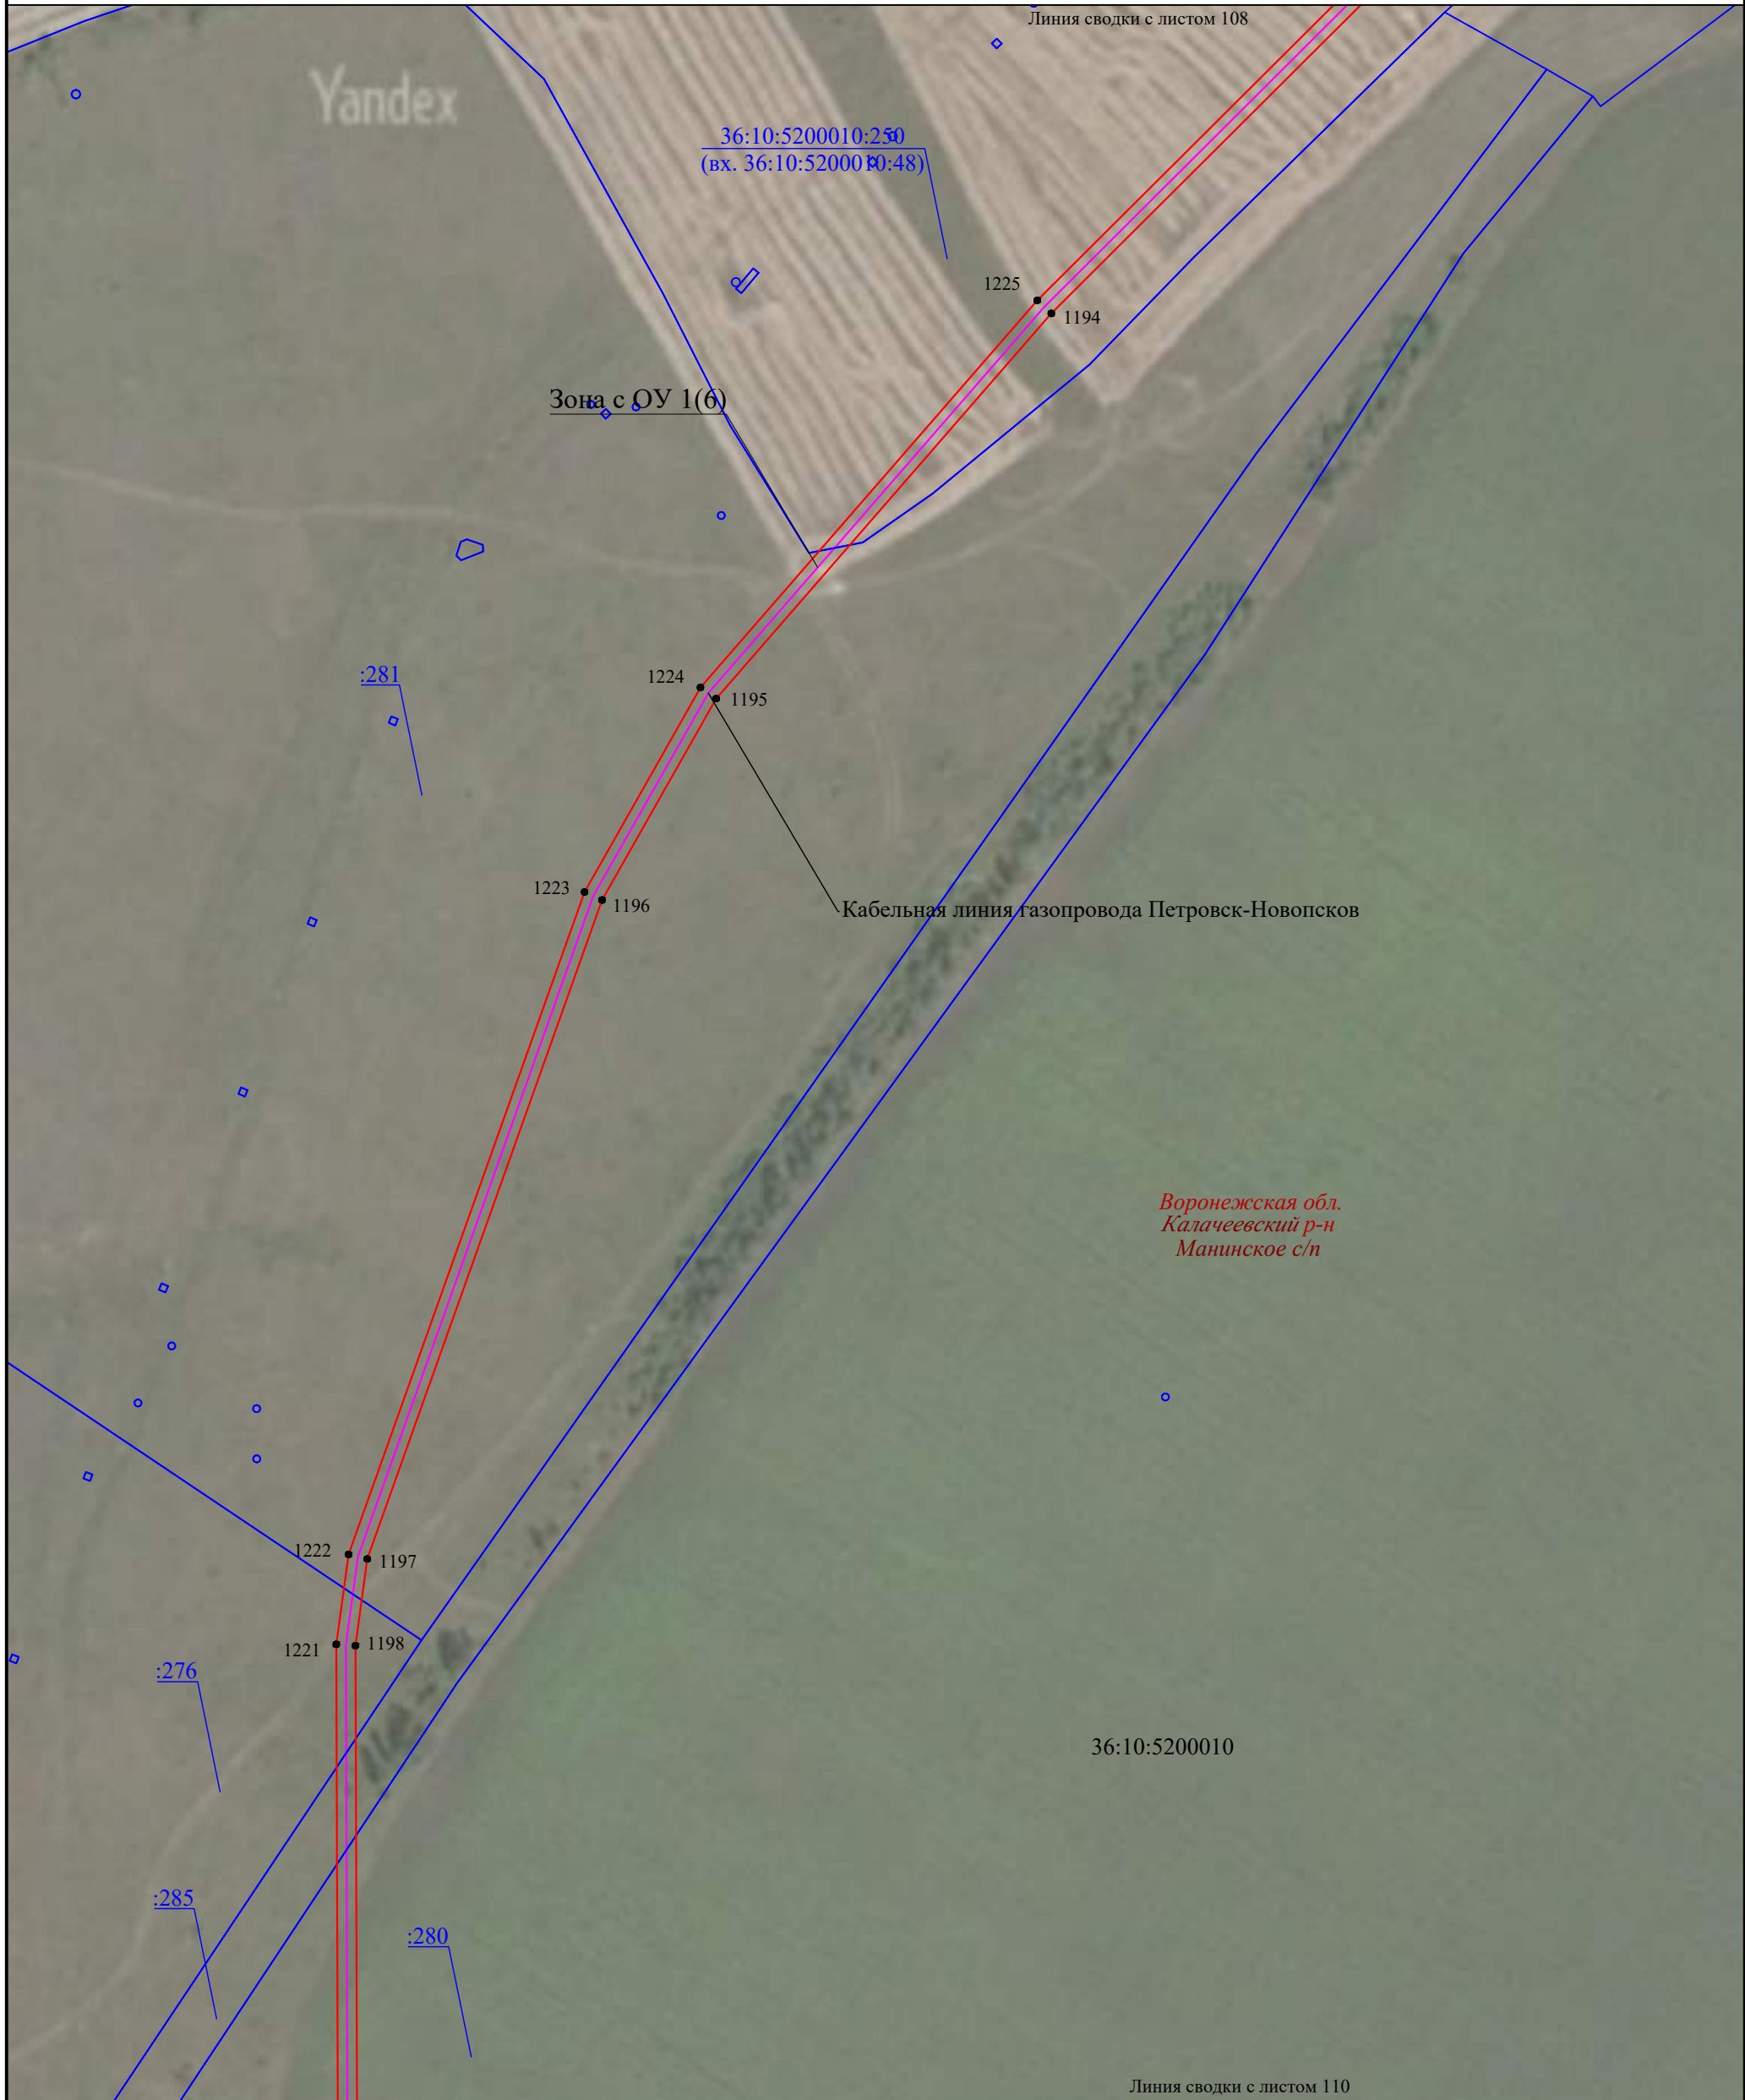 Линия сводки с листом 108
Yandex
36:10:5200010:250
(вх. 36:10:5200010:48)
1225
1194
Зона с ОУ 1(6)
:281
1224
1195
1223
1196
Кабельная линия газопровода Петровск-Новопсков
Воронежская обл.
Калачеевский р-н
Манинское с/п
1222
1197
1221
1198
:276
36:10:5200010
:285
:280
Линия сводки с листом 110